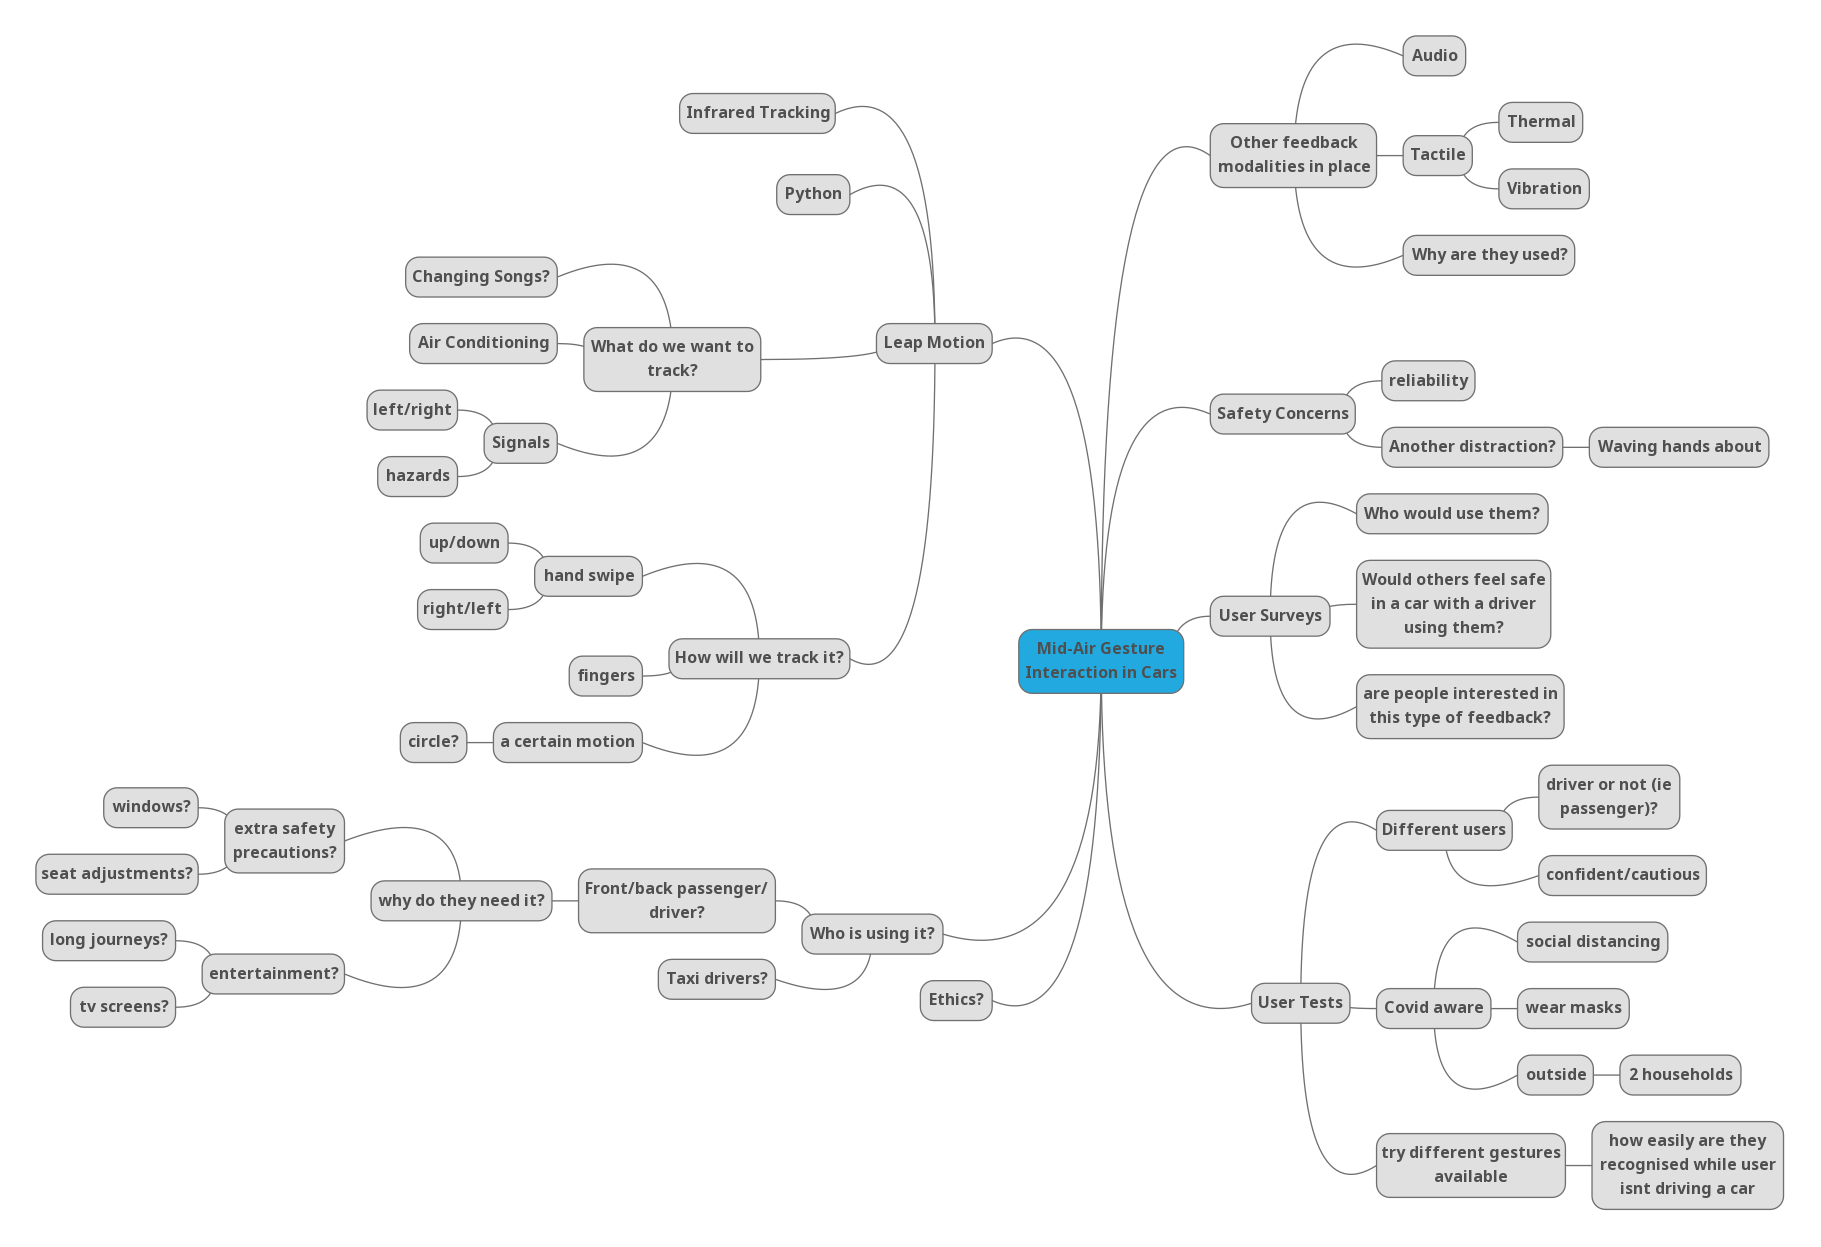 Mid-Air Gesture
Interaction in Cars
Other feedback
modalities in place
Audio
Tactile
Thermal
Vibration
Why are they used?
Safety Concerns
reliability
Another distraction?
Waving hands about
User Surveys
Who would use them?
Would others feel safe
in a car with a driver
using them?
are people interested in
this type of feedback?
User Tests
Different users
driver or not (ie
passenger)?
confident/cautious
Covid aware
social distancing
wear masks
outside
2 households
try different gestures
available
how easily are they
recognised while user
isnt driving a car
Leap Motion
Infrared Tracking
Python
What do we want to
track?
Changing Songs?
Air Conditioning
Signals
left/right
hazards
How will we track it?
hand swipe
up/down
right/left
fingers
a certain motion
circle?
Who is using it?
Front/back passenger/
driver?
why do they need it?
extra safety
precautions?
windows?
seat adjustments?
entertainment?
long journeys?
tv screens?
Taxi drivers?
Ethics?